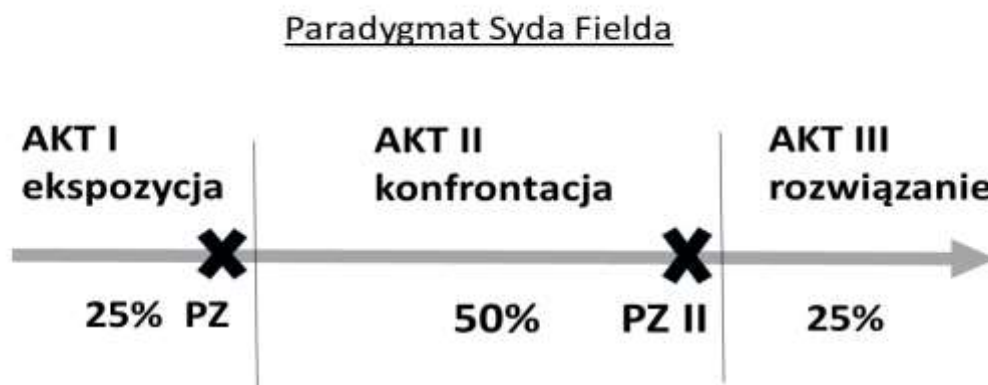 Paradygmat Syda Fielda
AKT I
ekspozycja
AKT II
konfrontacja
AKT III
rozwiązanie
25% PZ
50%
PZ II
25%